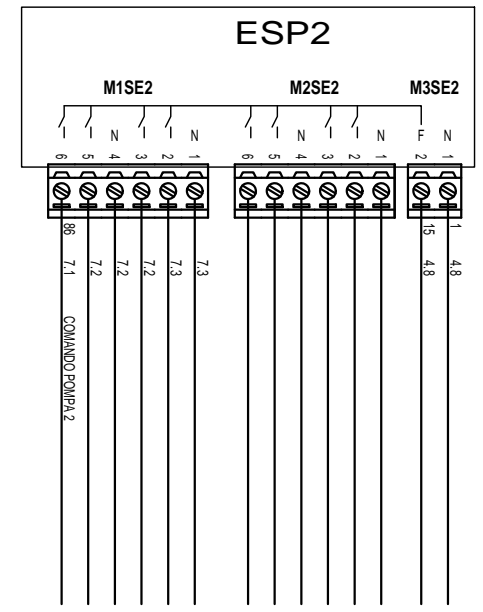 ESP2
M1SE2 M2SE2 M3SE2
N N N N F N
6 5 4 3 2 1 6 5 4 3 2 1 2 1
86 15 1
7.1 7.2 7.2 7.2 7.3 7.3 4.8 4.8
COMANDO POMPA 2